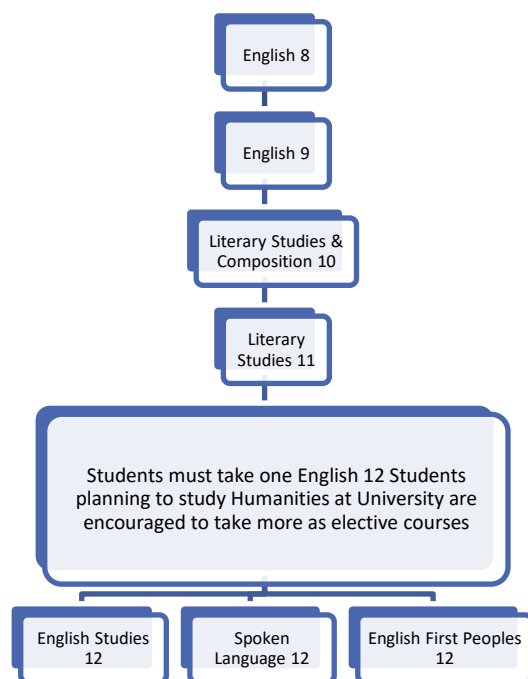 English 8
English 9
Literary Studies &
Composition 10
Literary
Studies 11
Students must take one English 12 Students
planning to study Humanities at University are
encouraged to take more as elective courses
English Studies
12
Spoken
Language 12
English First Peoples
12